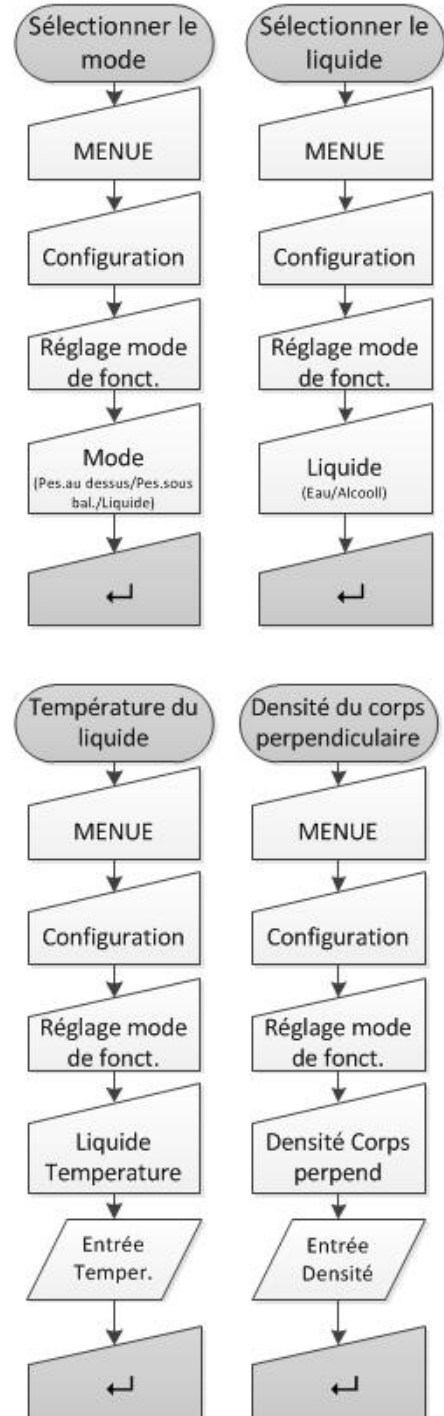 Sélectionner le
mode
MENUE
Configuration
Réglage mode
de fonct.
Mode
(Pes.au dessus/Pes.sous
bal./Liquide)
↵
Sélectionner le
liquide
MENUE
Configuration
Réglage mode
de fonct.
Liquide
(Eau/Alcooll)
↵
Température du
liquide
MENUE
Configuration
Réglage mode
de fonct.
Liquide
Temperature
Entrée
Temper.
↵
Densité du corps
perpendiculaire
MENUE
Configuration
Réglage mode
de fonct.
Densité Corps
perpend
Entrée
Densité
↵